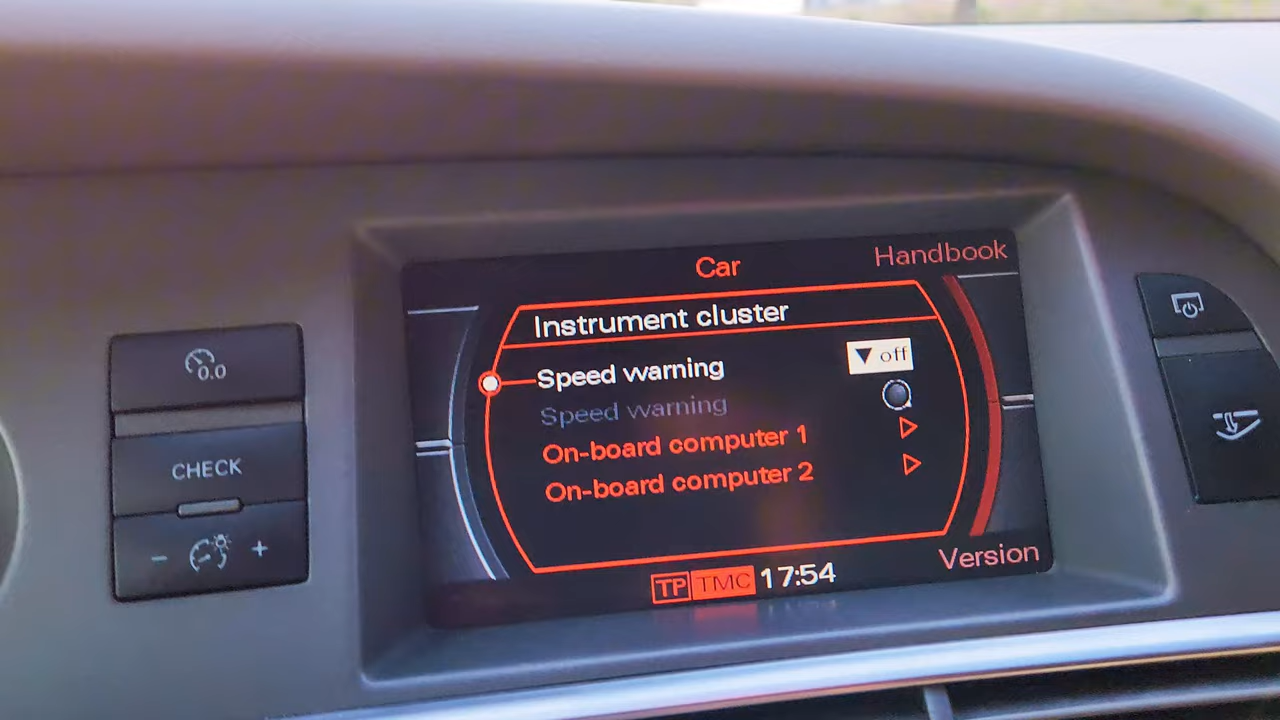 Car
Handbook
Instrument cluster
Speed warning
▼ off
Speed warning
On-board computer 1
On-board computer 2
Version
TP TMC 17:54
0.0
CHECK
− +